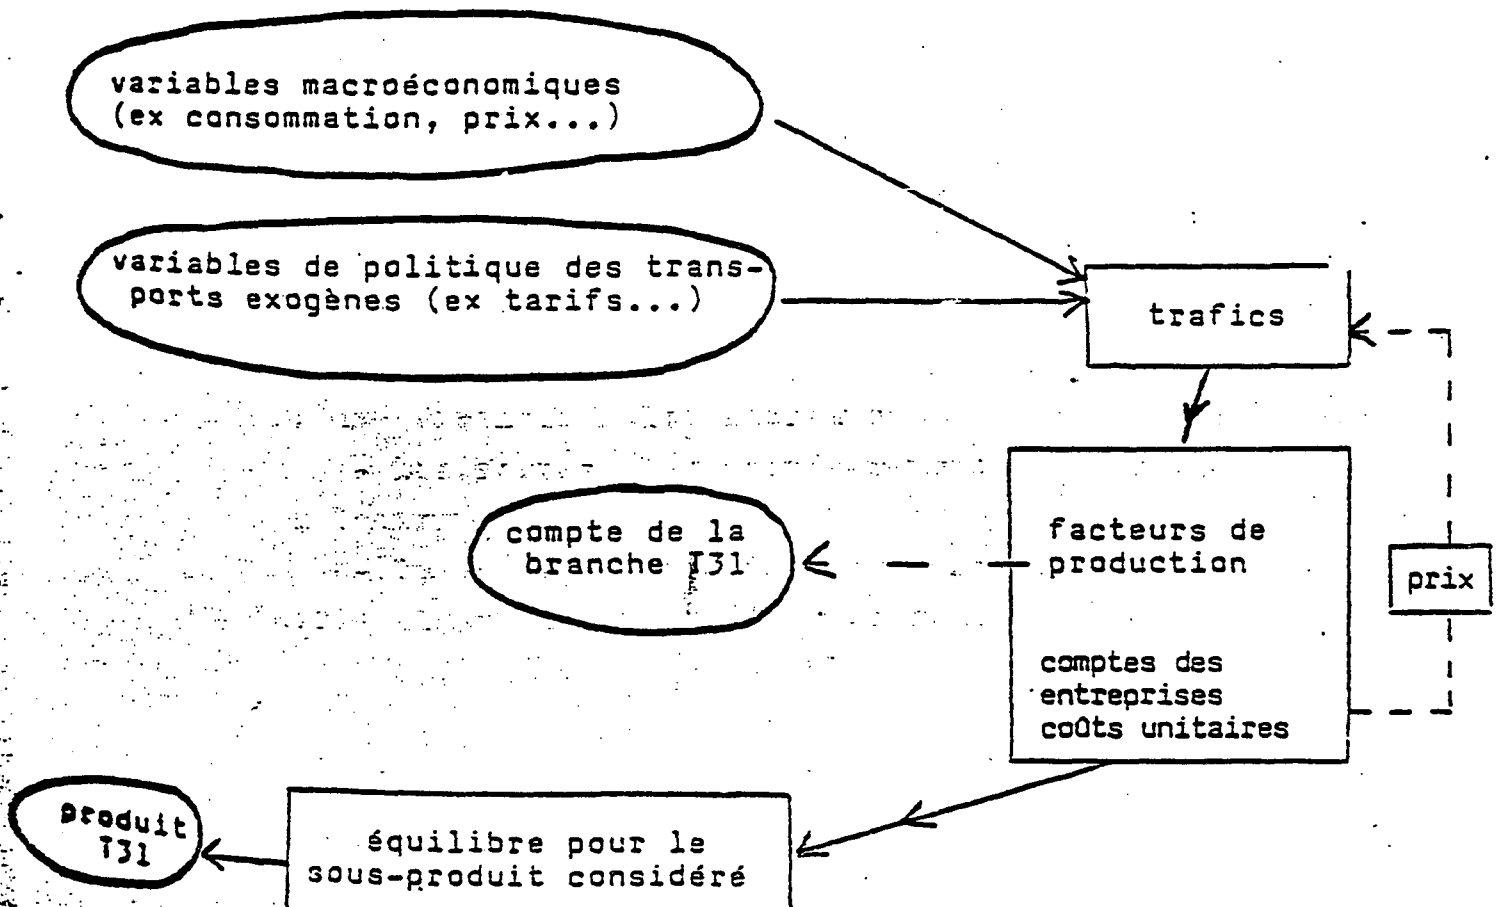 variables macroéconomiques
(ex consommation, prix...)
variables de politique des trans-
ports exogènes (ex tarifs...)
trafics
compte de la
branche T31
facteurs de
production
prix
comptes des
entreprises
coûts unitaires
produit
T31
équilibre pour le
sous-produit considéré